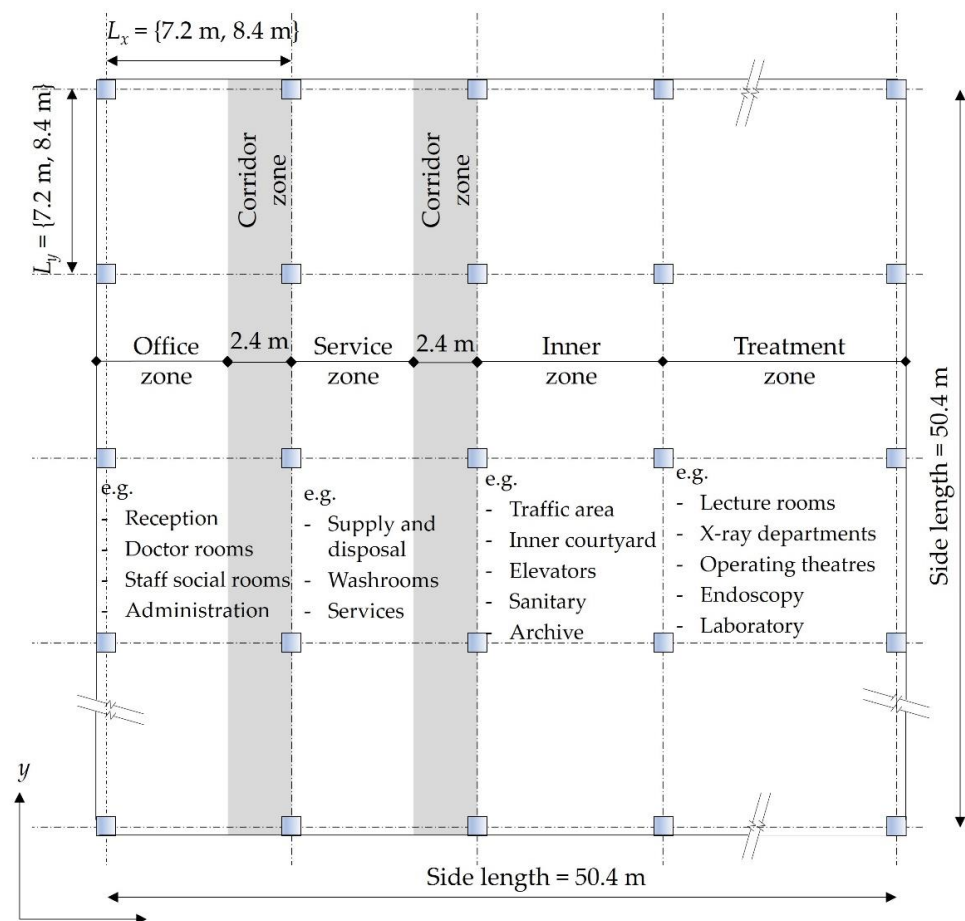 Lx = {7.2 m, 8.4 m}
Ly = {7.2 m, 8.4 m}
Corridor
zone
Corridor
zone
Office
zone
2.4 m
Service
zone
2.4 m
Inner
zone
Treatment
zone
Side length = 50.4 m
e.g.
- Reception
- Doctor rooms
- Staff social rooms
- Administration
e.g.
- Supply and
disposal
- Washrooms
- Services
e.g.
- Traffic area
- Inner courtyard
- Elevators
- Sanitary
- Archive
e.g.
- Lecture rooms
- X-ray departments
- Operating theatres
- Endoscopy
- Laboratory
y
Side length = 50.4 m